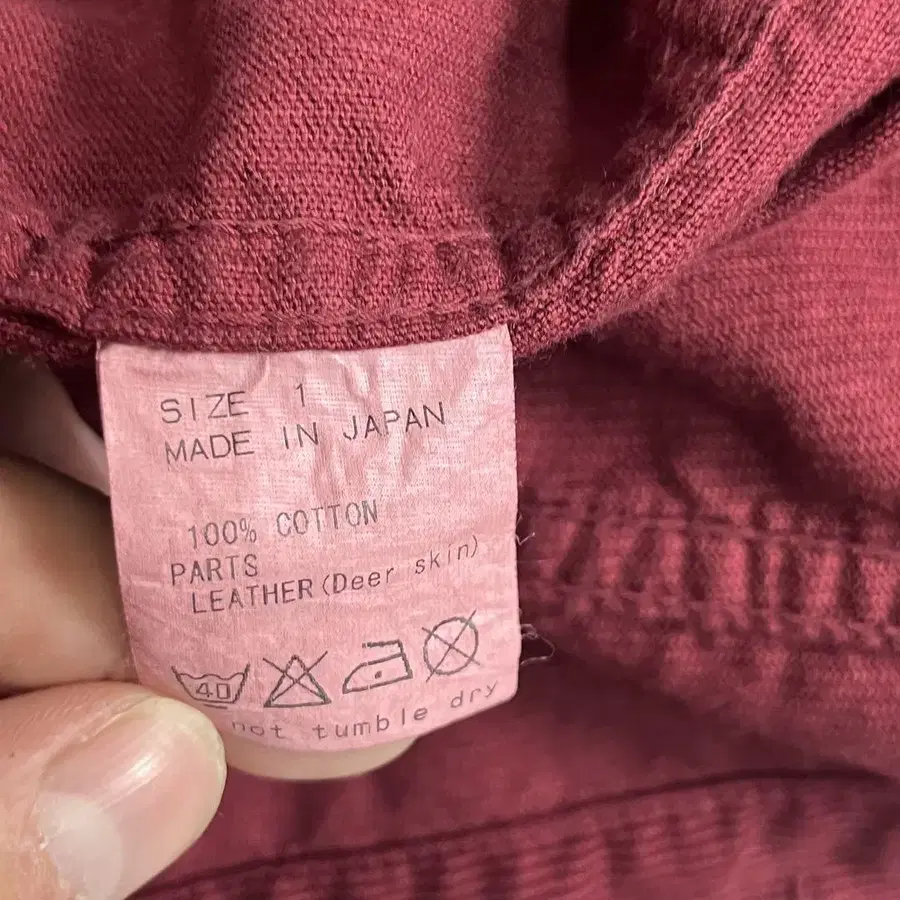 SIZE 1
MADE IN JAPAN
100% COTTON
PARTS
LEATHER(Deer skin)
40
not tumble dry